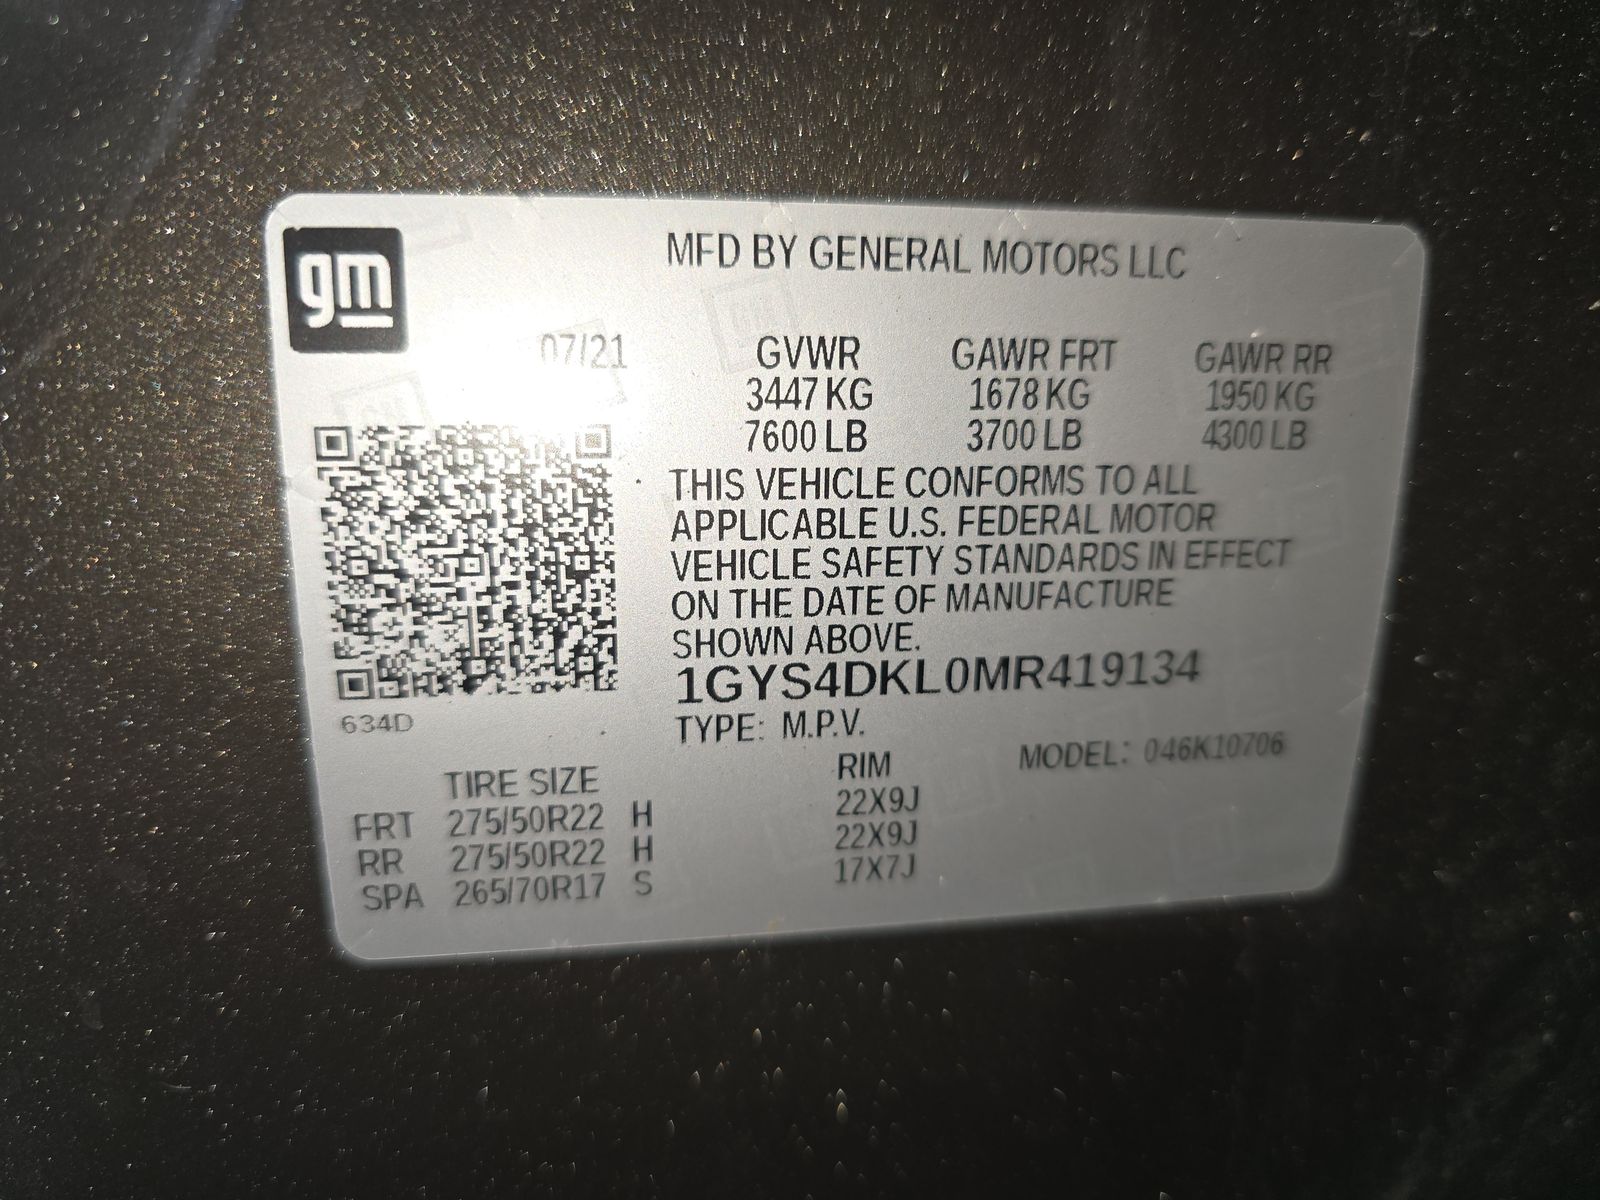 gm
MFD BY GENERAL MOTORS LLC
07/21
GVWR GAWR FRT GAWR RR
3447 KG 1678 KG 1950 KG
7600 LB 3700 LB 4300 LB
THIS VEHICLE CONFORMS TO ALL
APPLICABLE U.S. FEDERAL MOTOR
VEHICLE SAFETY STANDARDS IN EFFECT
ON THE DATE OF MANUFACTURE
SHOWN ABOVE.
1GYS4DKL0MR419134
634D
TYPE: M.P.V.
MODEL: 046K10706
TIRE SIZE RIM
FRT 275/50R22 H 22X9J
RR 275/50R22 H 22X9J
SPA 265/70R17 S 17X7J